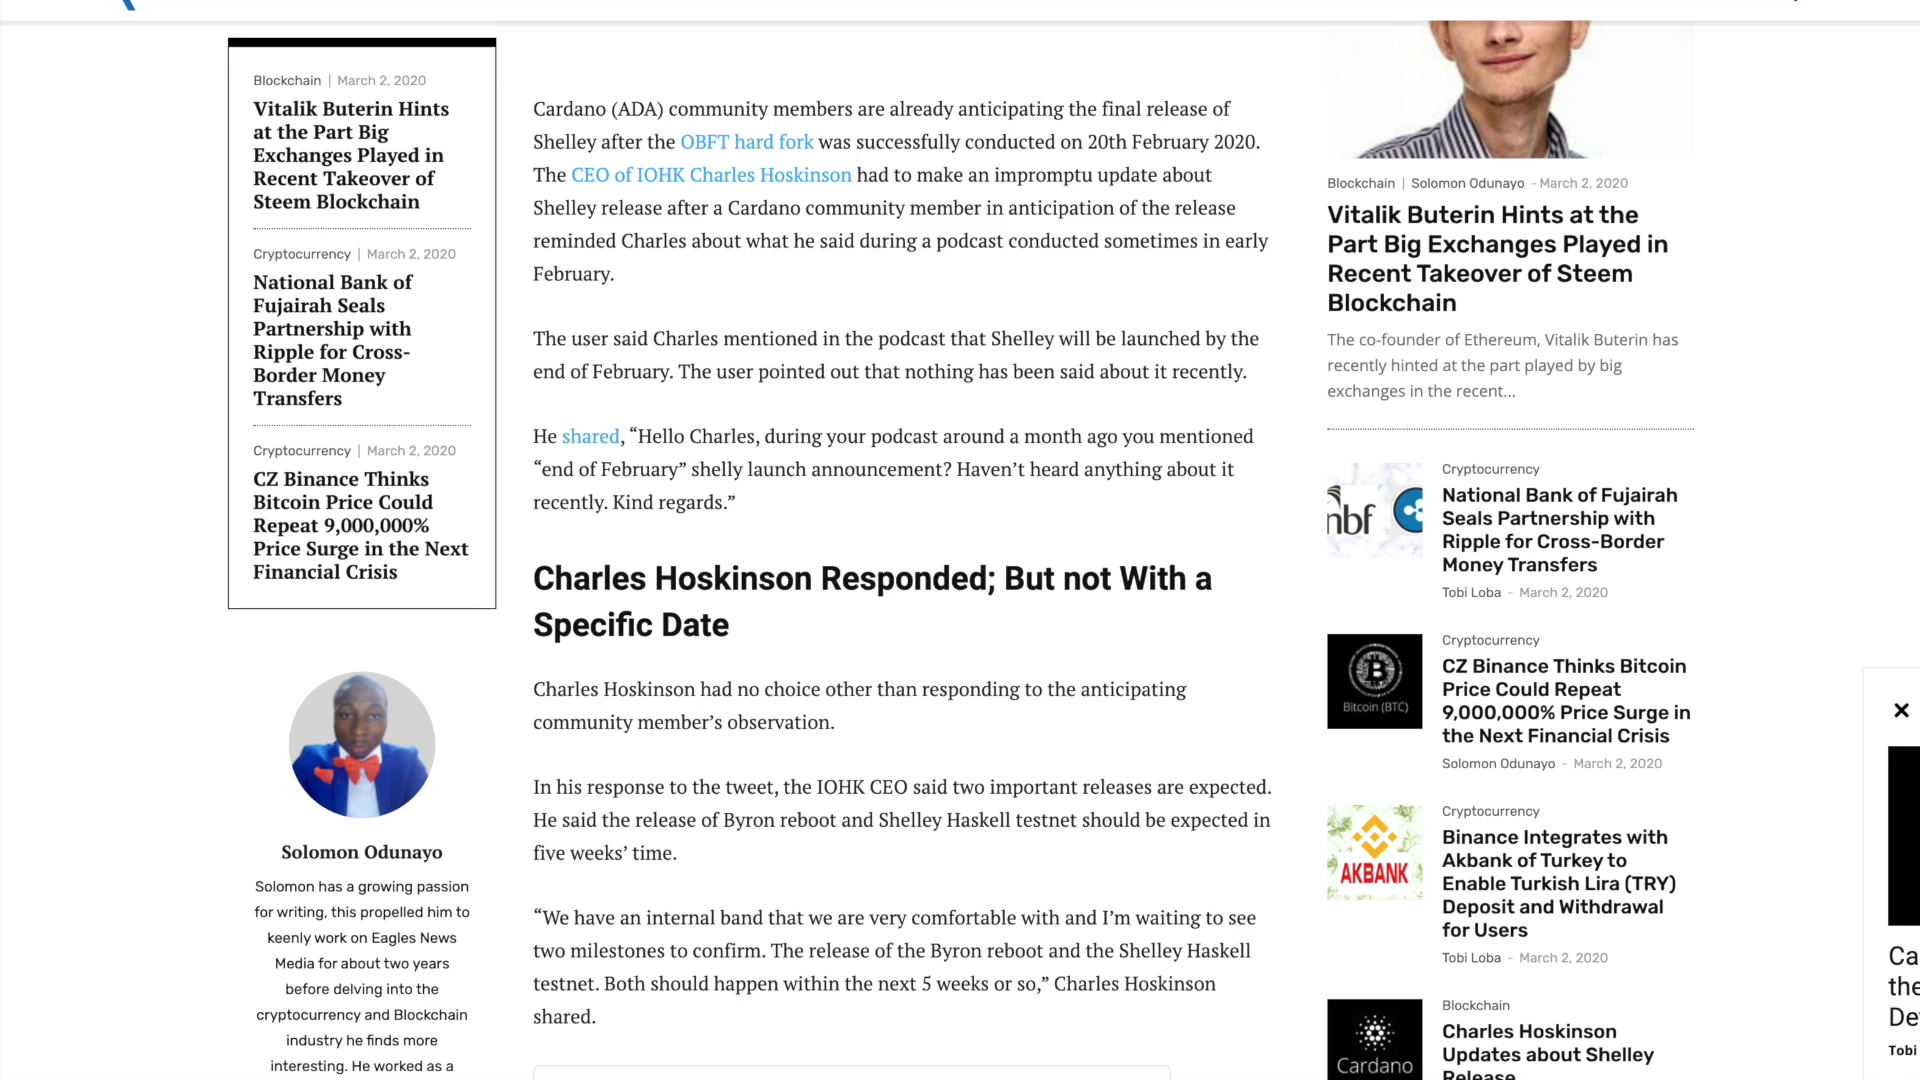 Blockchain | March 2, 2020
Vitalik Buterin Hints
at the Part Big
Exchanges Played in
Recent Takeover of
Steem Blockchain
Cryptocurrency | March 2, 2020
National Bank of
Fujairah Seals
Partnership with
Ripple for Cross-
Border Money
Transfers
Cryptocurrency | March 2, 2020
CZ Binance Thinks
Bitcoin Price Could
Repeat 9,000,000%
Price Surge in the Next
Financial Crisis
Solomon Odunayo
Solomon has a growing passion
for writing, this propelled him to
keenly work on Eagles News
Media for about two years
before delving into the
cryptocurrency and Blockchain
industry he finds more
interesting. He worked as a
Cardano (ADA) community members are already anticipating the final release of
Shelley after the OBFT hard fork was successfully conducted on 20th February 2020.
The CEO of IOHK Charles Hoskinson had to make an impromptu update about
Shelley release after a Cardano community member in anticipation of the release
reminded Charles about what he said during a podcast conducted sometimes in early
February.
The user said Charles mentioned in the podcast that Shelley will be launched by the
end of February. The user pointed out that nothing has been said about it recently.
He shared, “Hello Charles, during your podcast around a month ago you mentioned
“end of February” shelly launch announcement? Haven’t heard anything about it
recently. Kind regards.”
Charles Hoskinson Responded; But not With a
Specific Date
Charles Hoskinson had no choice other than responding to the anticipating
community member’s observation.
In his response to the tweet, the IOHK CEO said two important releases are expected.
He said the release of Byron reboot and Shelley Haskell testnet should be expected in
five weeks’ time.
“We have an internal band that we are very comfortable with and I’m waiting to see
two milestones to confirm. The release of the Byron reboot and the Shelley Haskell
testnet. Both should happen within the next 5 weeks or so,” Charles Hoskinson
shared.
Blockchain | Solomon Odunayo - March 2, 2020
Vitalik Buterin Hints at the
Part Big Exchanges Played in
Recent Takeover of Steem
Blockchain
The co-founder of Ethereum, Vitalik Buterin has
recently hinted at the part played by big
exchanges in the recent...
nbf
Cryptocurrency
National Bank of Fujairah
Seals Partnership with
Ripple for Cross-Border
Money Transfers
Tobi Loba - March 2, 2020
Bitcoin (BTC)
Cryptocurrency
CZ Binance Thinks Bitcoin
Price Could Repeat
9,000,000% Price Surge in
the Next Financial Crisis
Solomon Odunayo - March 2, 2020
AKBANK
Cryptocurrency
Binance Integrates with
Akbank of Turkey to
Enable Turkish Lira (TRY)
Deposit and Withdrawal
for Users
Tobi Loba - March 2, 2020
Cardano
Blockchain
Charles Hoskinson
Updates about Shelley
Release
Ca
the
De
Tobi